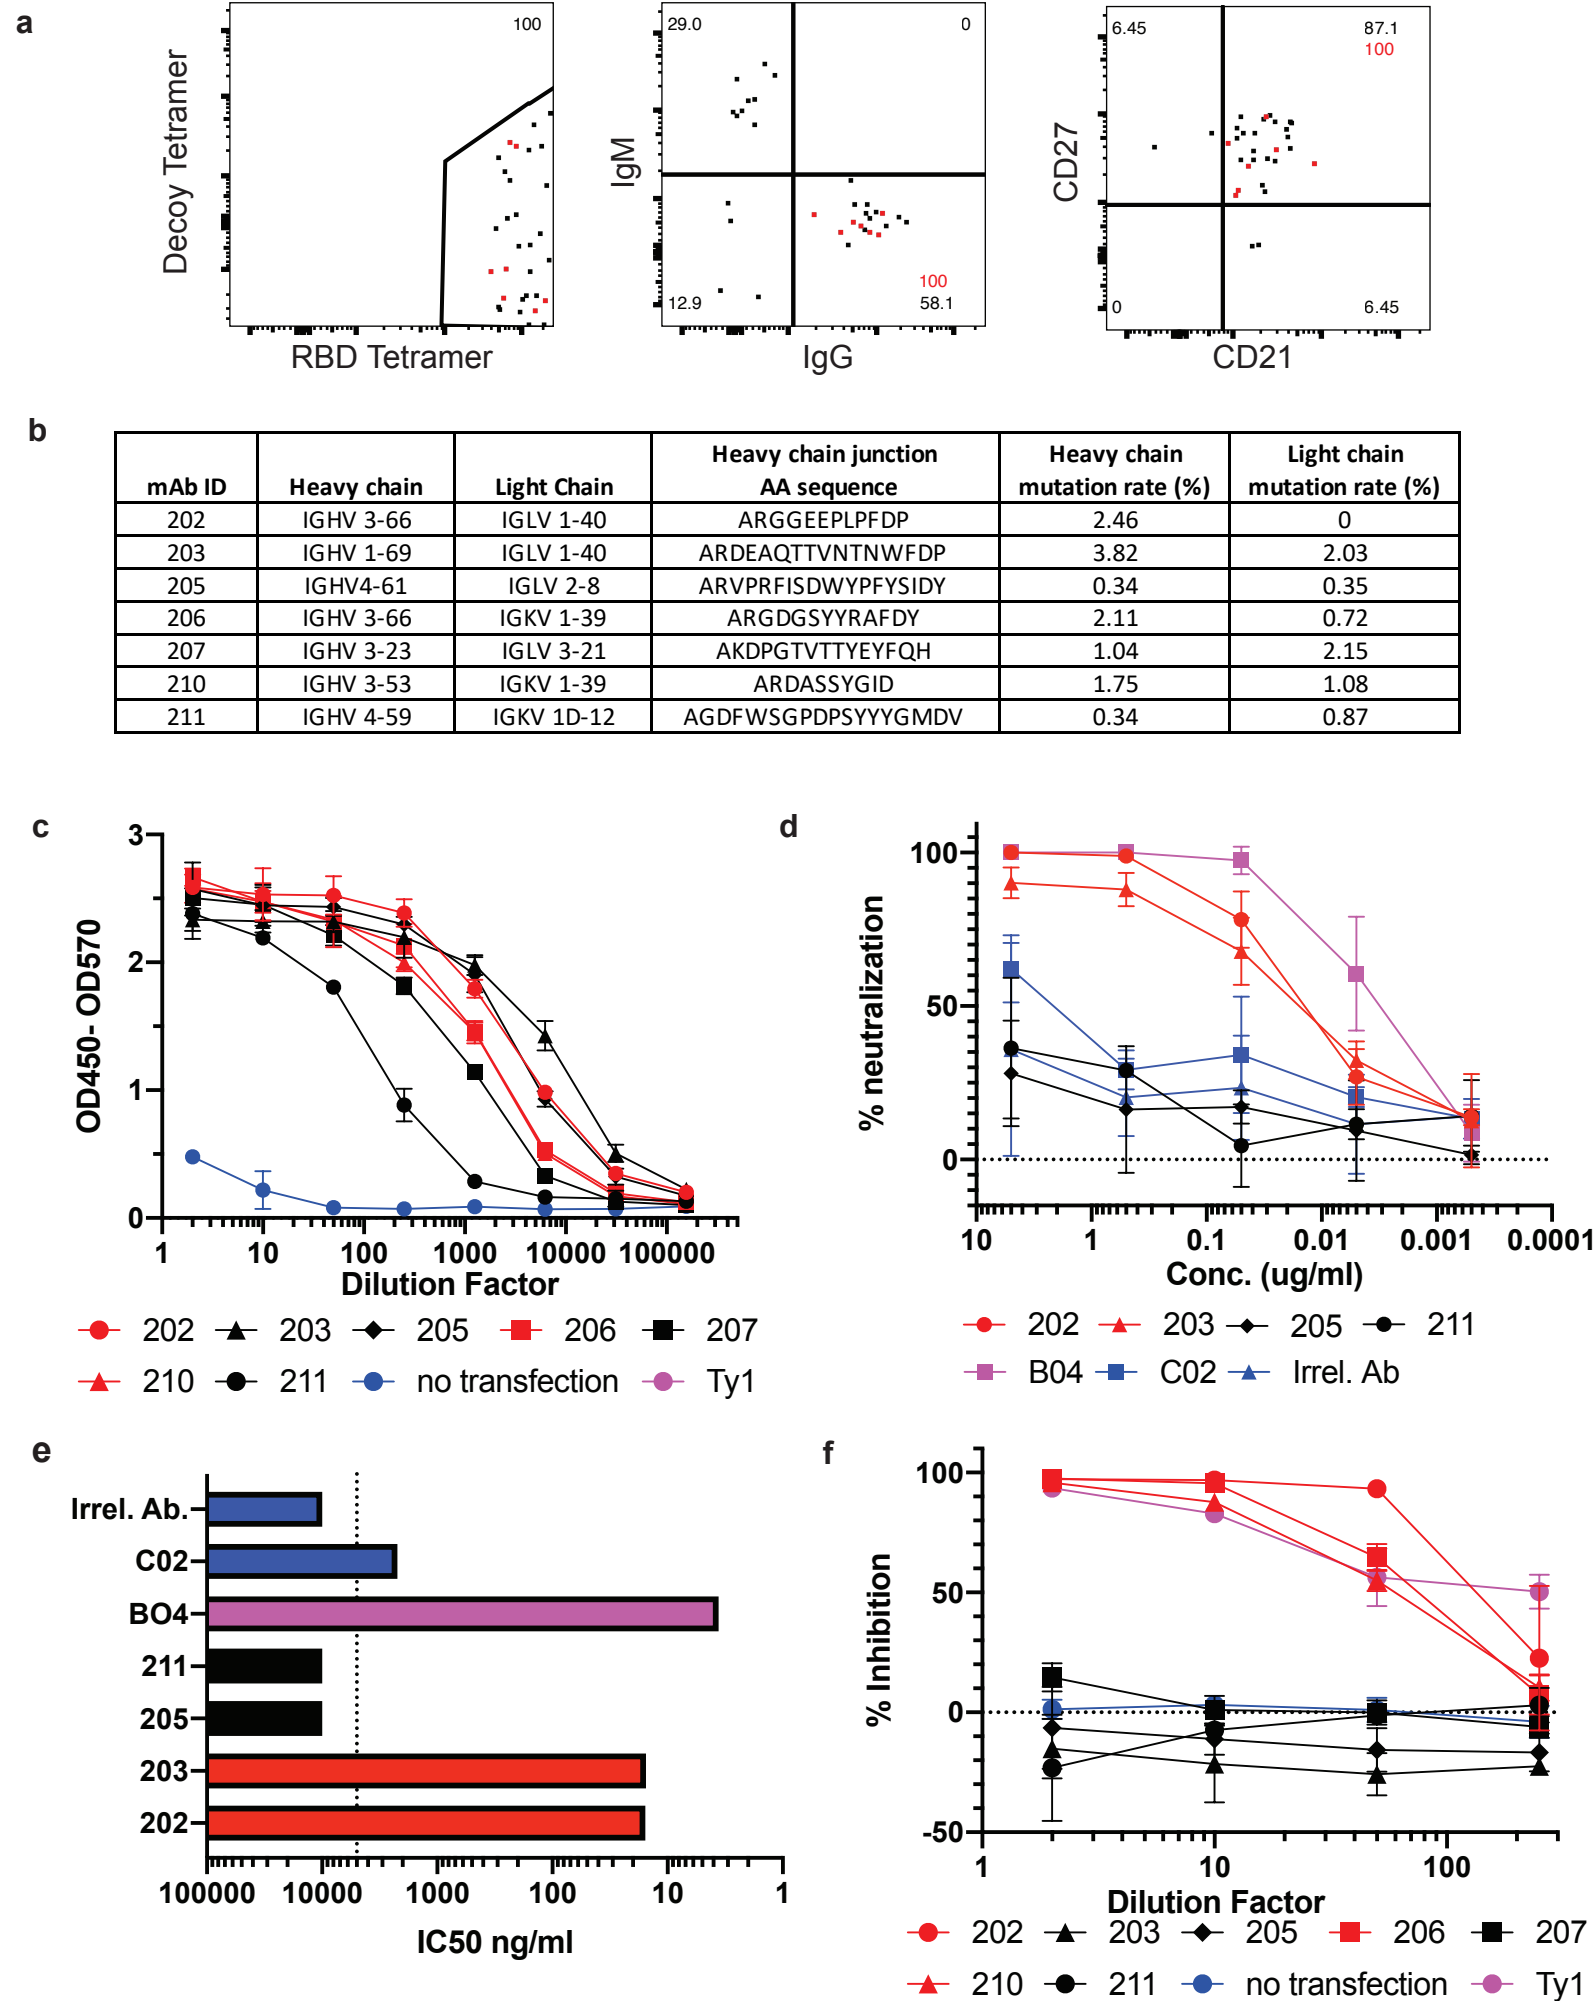 a
Decoy Tetramer
100
RBD Tetramer
IgM
29.0
0
100
12.9
58.1
IgG
CD27
6.45
87.1
100
0
6.45
CD21
b
mAb ID Heavy chain Light Chain Heavy chain junction AA sequence Heavy chain mutation rate (%) Light chain mutation rate (%)
202 IGHV 3-66 IGLV 1-40 ARGGEEPLPFDP 2.46 0
203 IGHV 1-69 IGLV 1-40 ARDEAQTTVNTNWFDP 3.82 2.03
205 IGHV4-61 IGLV 2-8 ARVPRFISDWYPFYSIDY 0.34 0.35
206 IGHV 3-66 IGKV 1-39 ARGDGSYYRAFDY 2.11 0.72
207 IGHV 3-23 IGLV 3-21 AKDPGTVTTYEYFQH 1.04 2.15
210 IGHV 3-53 IGKV 1-39 ARDASSYGID 1.75 1.08
211 IGHV 4-59 IGKV 1D-12 AGDFWSGPDPSYYYGMDV 0.34 0.87
c
OD450- OD570
3
2
1
0
1 10 100 1000 10000 100000
Dilution Factor
202 203 205 206 207
210 211 no transfection Ty1
d
% neutralization
100
50
0
10 1 0.1 0.01 0.001 0.0001
Conc. (ug/ml)
202 203 205 211
B04 C02 Irrel. Ab
e
Irrel. Ab.
C02
BO4
211
205
203
202
100000 10000 1000 100 10 1
IC50 ng/ml
f
% Inhibition
100
50
0
-50
1 10 100
Dilution Factor
202 203 205 206 207
210 211 no transfection Ty1